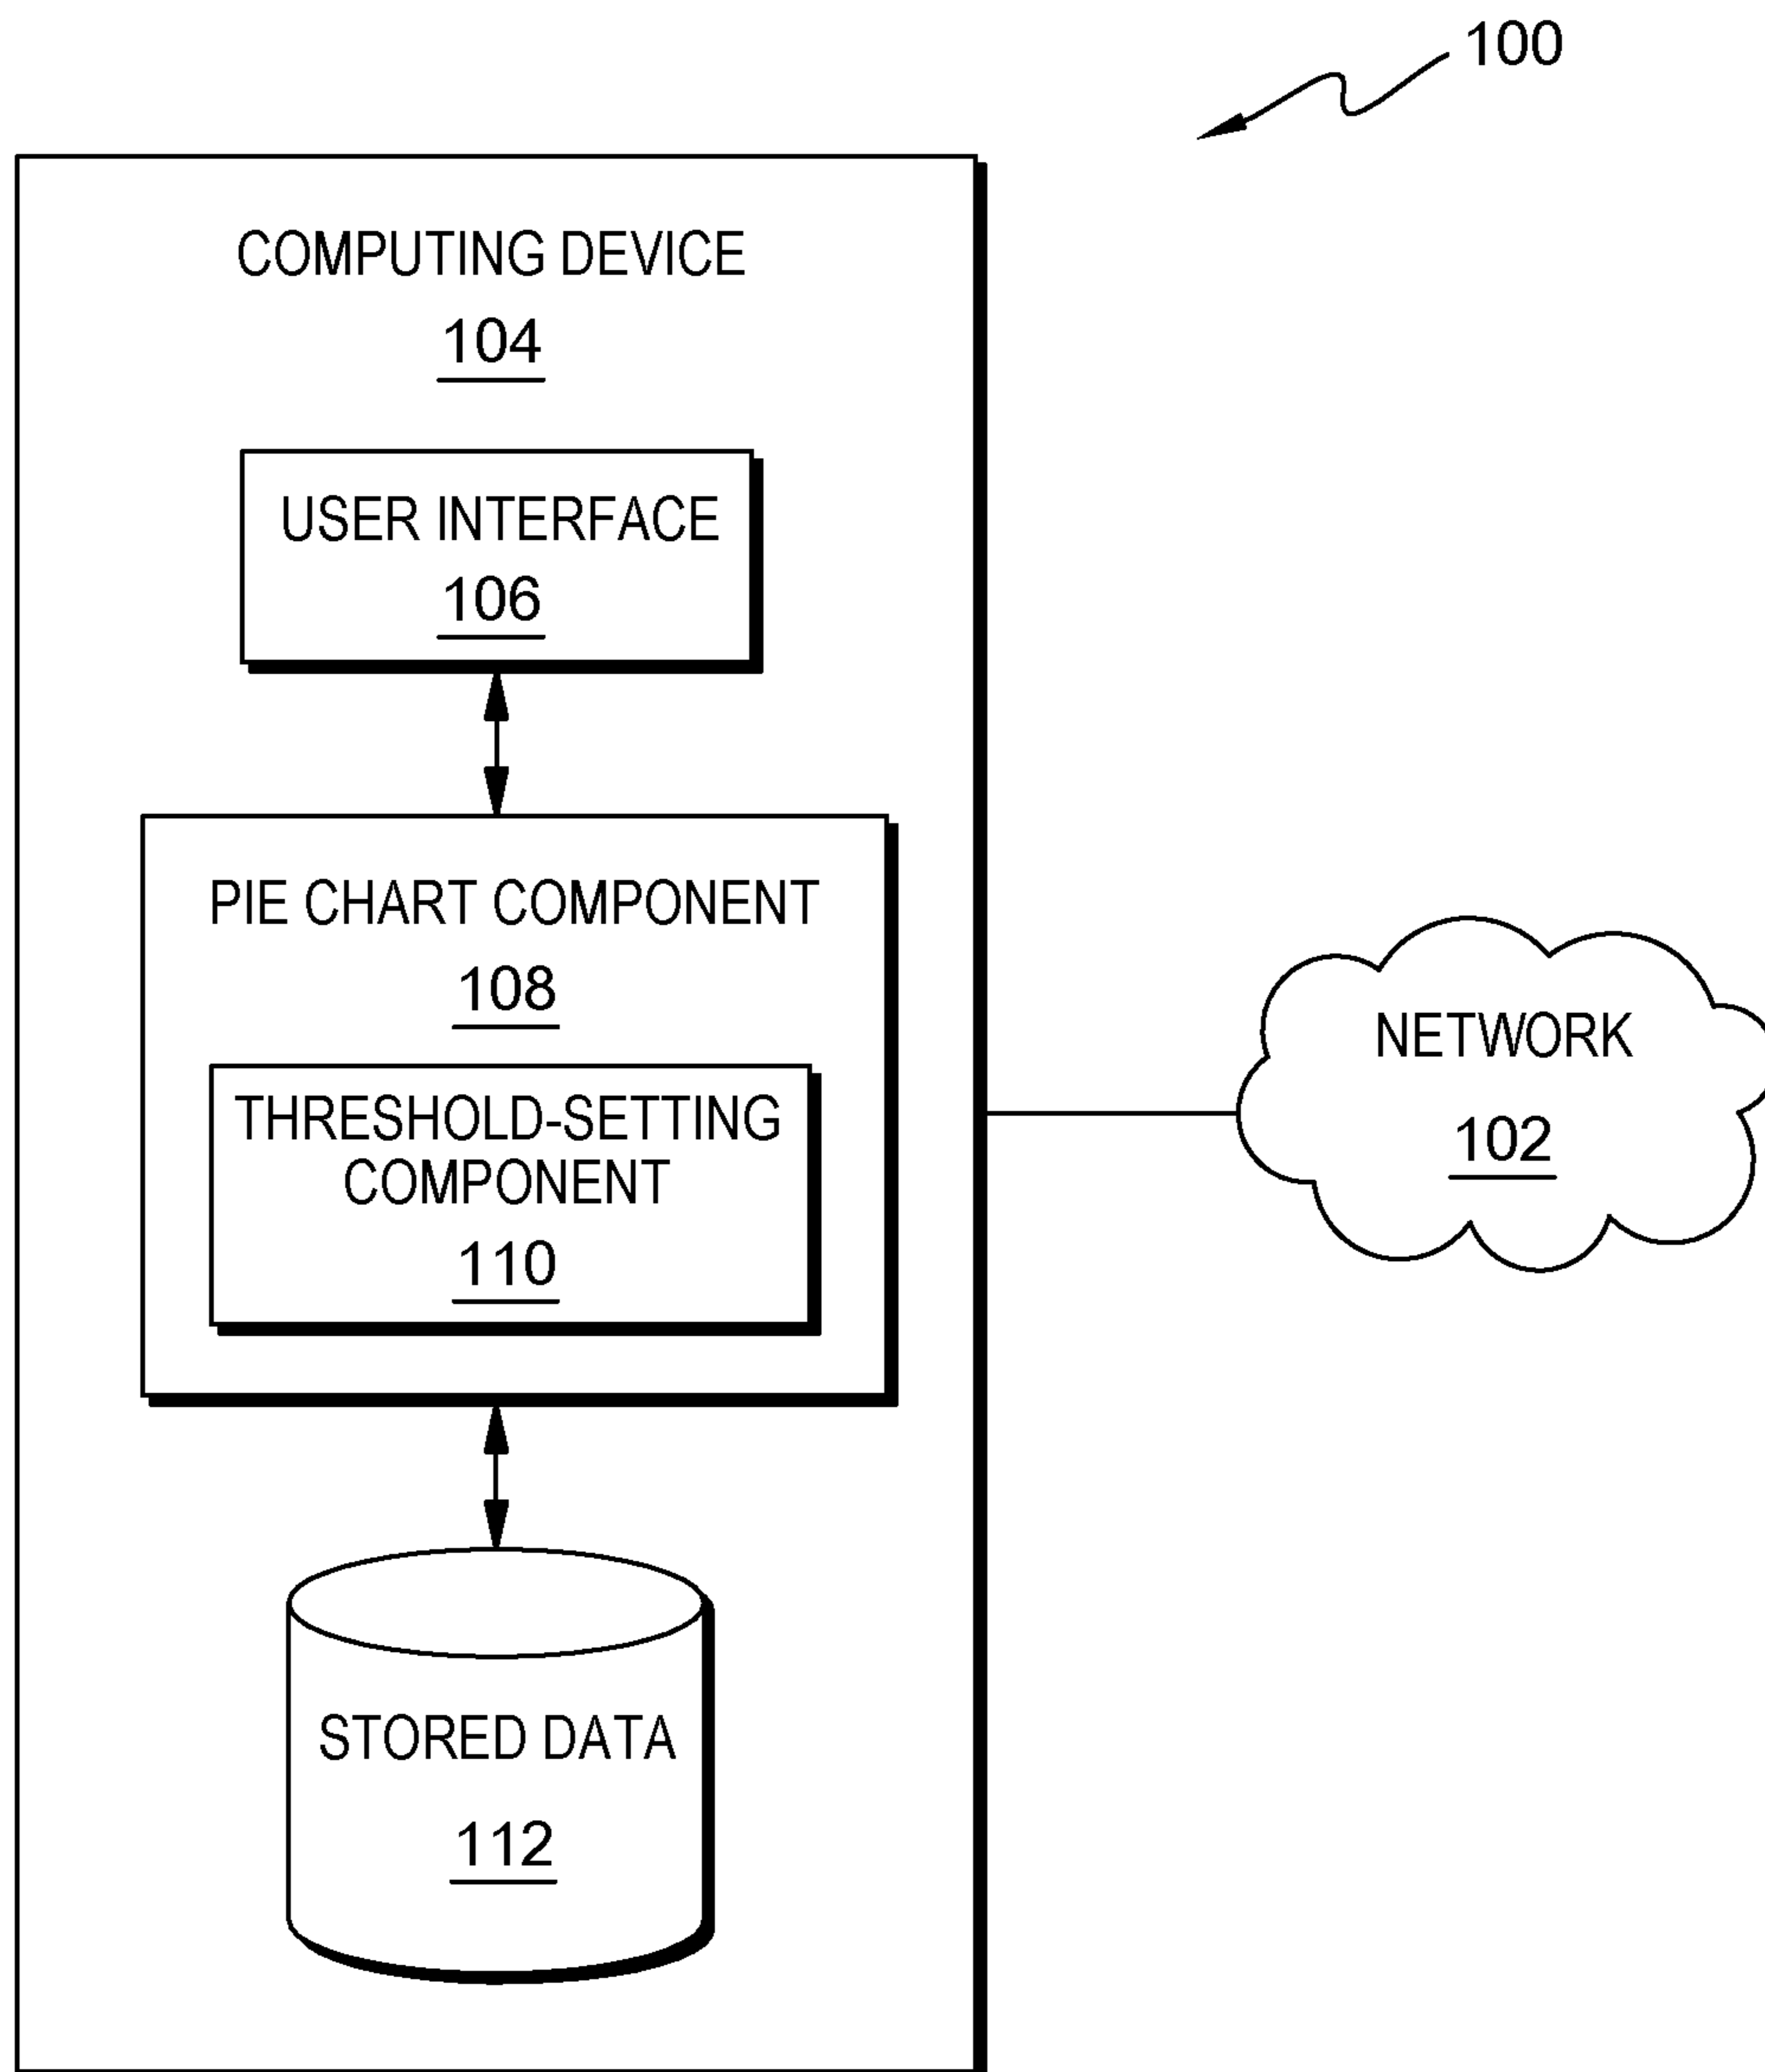 100
COMPUTING DEVICE
104
USER INTERFACE
106
PIE CHART COMPONENT
108
THRESHOLD-SETTING
COMPONENT
110
STORED DATA
112
NETWORK
102